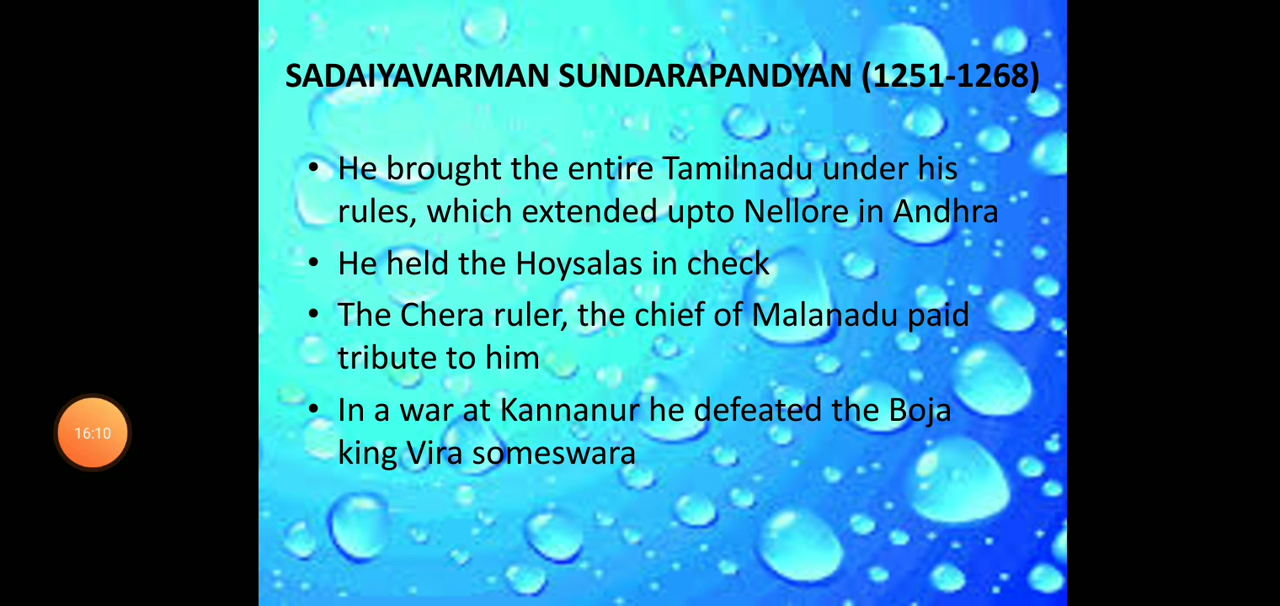 SADAIYAVARMAN SUNDARAPANDYAN (1251-1268)
• He brought the entire Tamilnadu under his
rules, which extended upto Nellore in Andhra
• He held the Hoysalas in check
• The Chera ruler, the chief of Malanadu paid
tribute to him
• In a war at Kannanur he defeated the Boja
king Vira someswara
16:10